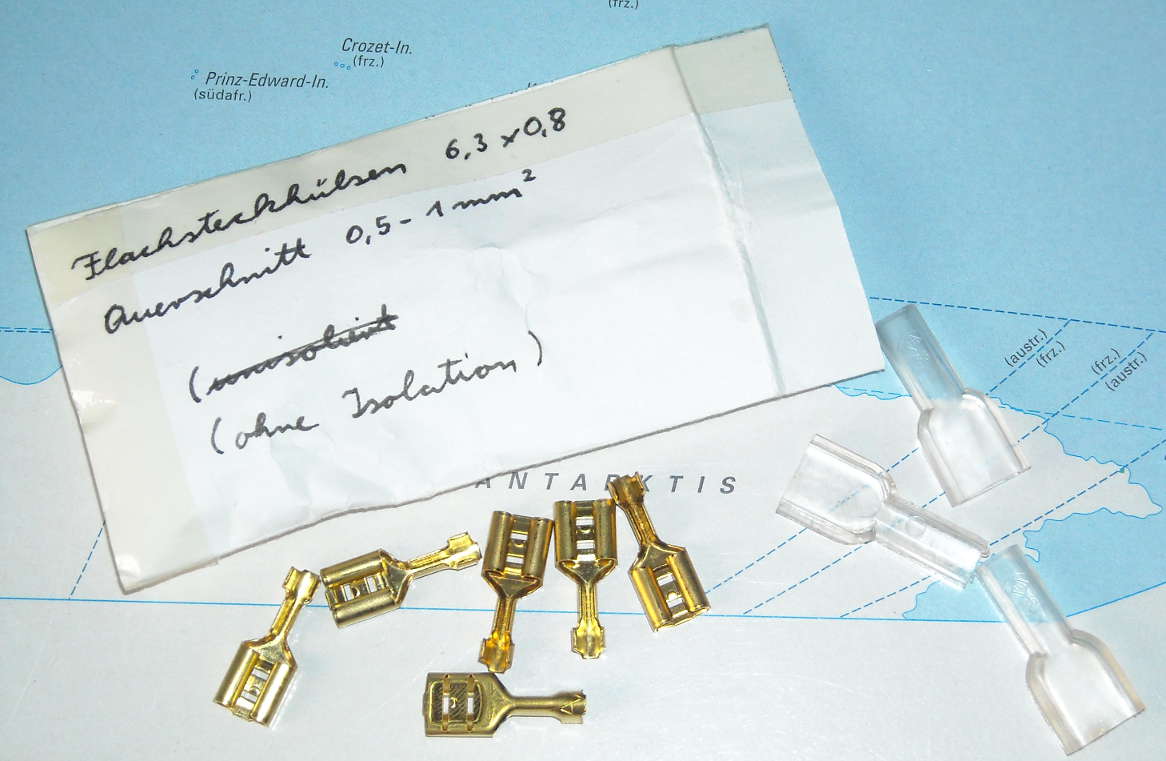 (frz.)
Crozet-In.
(frz.)
Prinz-Edward-In.
(südafr.)
Flachsteckhülsen 6,3 x 0,8
Querschnitt 0,5 - 1 mm²
(unisoliert
(ohne Isolation)
(austr.)
(frz.)
(frz.)
(austr.)
ANTARKTIS